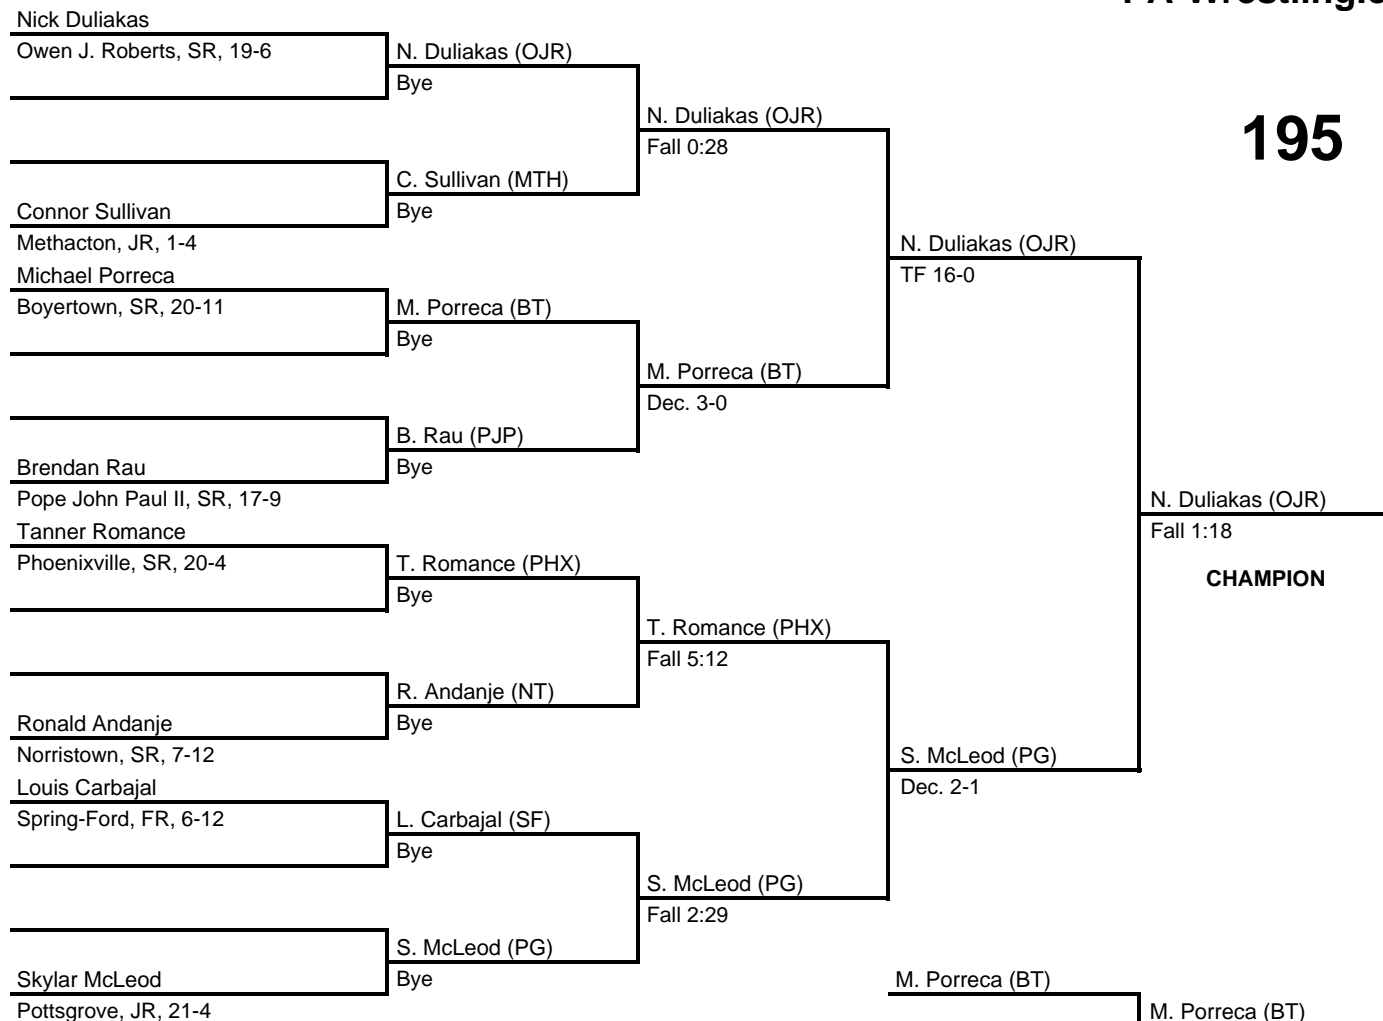 Nick Duliakas
Owen J. Roberts, SR, 19-6
N. Duliakas (OJR)
Bye
N. Duliakas (OJR)
Fall 0:28
195
C. Sullivan (MTH)
Bye
Connor Sullivan
Methacton, JR, 1-4
N. Duliakas (OJR)
TF 16-0
Michael Porreca
Boyertown, SR, 20-11
M. Porreca (BT)
Bye
M. Porreca (BT)
Dec. 3-0
B. Rau (PJP)
Bye
Brendan Rau
Pope John Paul II, SR, 17-9
N. Duliakas (OJR)
Fall 1:18
CHAMPION
Tanner Romance
Phoenixville, SR, 20-4
T. Romance (PHX)
Bye
T. Romance (PHX)
Fall 5:12
R. Andanje (NT)
Bye
Ronald Andanje
Norristown, SR, 7-12
S. McLeod (PG)
Dec. 2-1
Louis Carbajal
Spring-Ford, FR, 6-12
L. Carbajal (SF)
Bye
S. McLeod (PG)
Fall 2:29
S. McLeod (PG)
Bye
Skylar McLeod
Pottsgrove, JR, 21-4
M. Porreca (BT)
M. Porreca (BT)